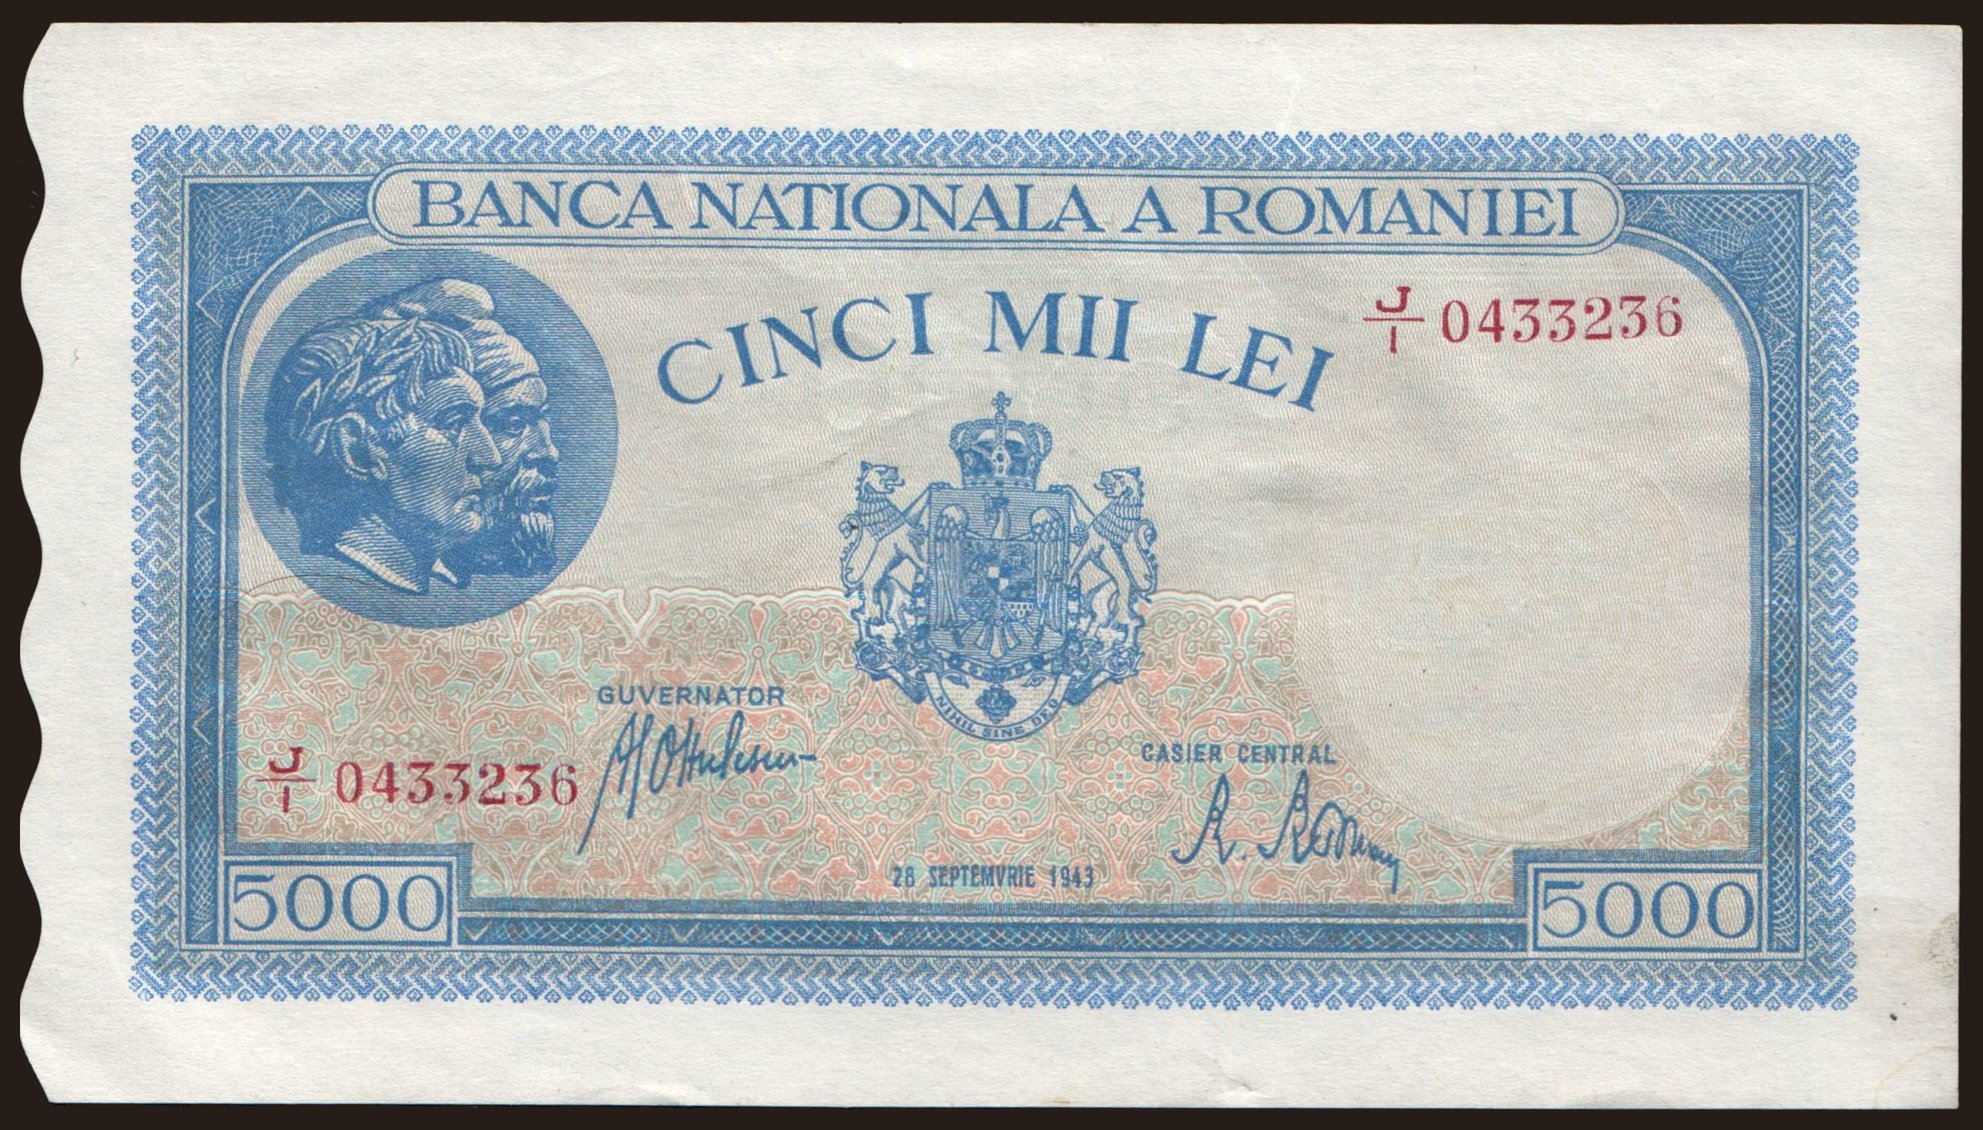 BANCA NATIONALA A ROMANIEI
CINCI MII LEI
J/1 0433236
NIHIL SINE DEO
GUVERNATOR
CASIER CENTRAL
J/1 0433236
28 SEPTEMVRIE 1943
5000
5000